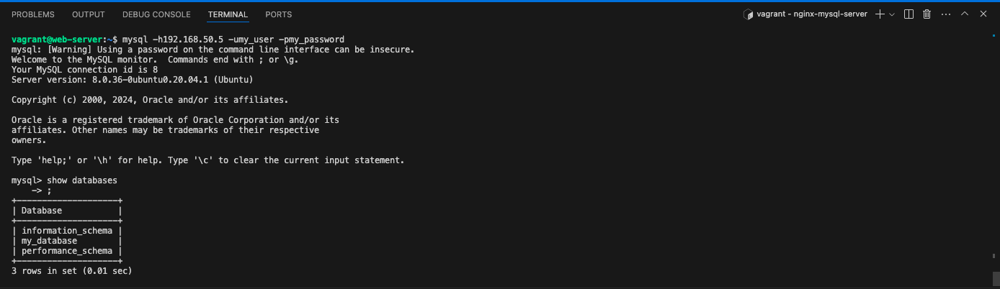 PROBLEMS OUTPUT DEBUG CONSOLE TERMINAL PORTS vagrant - nginx-mysql-server
vagrant@web-server:~$ mysql -h192.168.50.5 -umy_user -pmy_password
mysql: [Warning] Using a password on the command line interface can be insecure.
Welcome to the MySQL monitor.  Commands end with ; or \g.
Your MySQL connection id is 8
Server version: 8.0.36-0ubuntu0.20.04.1 (Ubuntu)
Copyright (c) 2000, 2024, Oracle and/or its affiliates.
Oracle is a registered trademark of Oracle Corporation and/or its
affiliates. Other names may be trademarks of their respective
owners.
Type 'help;' or '\h' for help. Type '\c' to clear the current input statement.
mysql> show databases
    -> ;
+--------------------+
| Database           |
+--------------------+
| information_schema |
| my_database        |
| performance_schema |
+--------------------+
3 rows in set (0.01 sec)